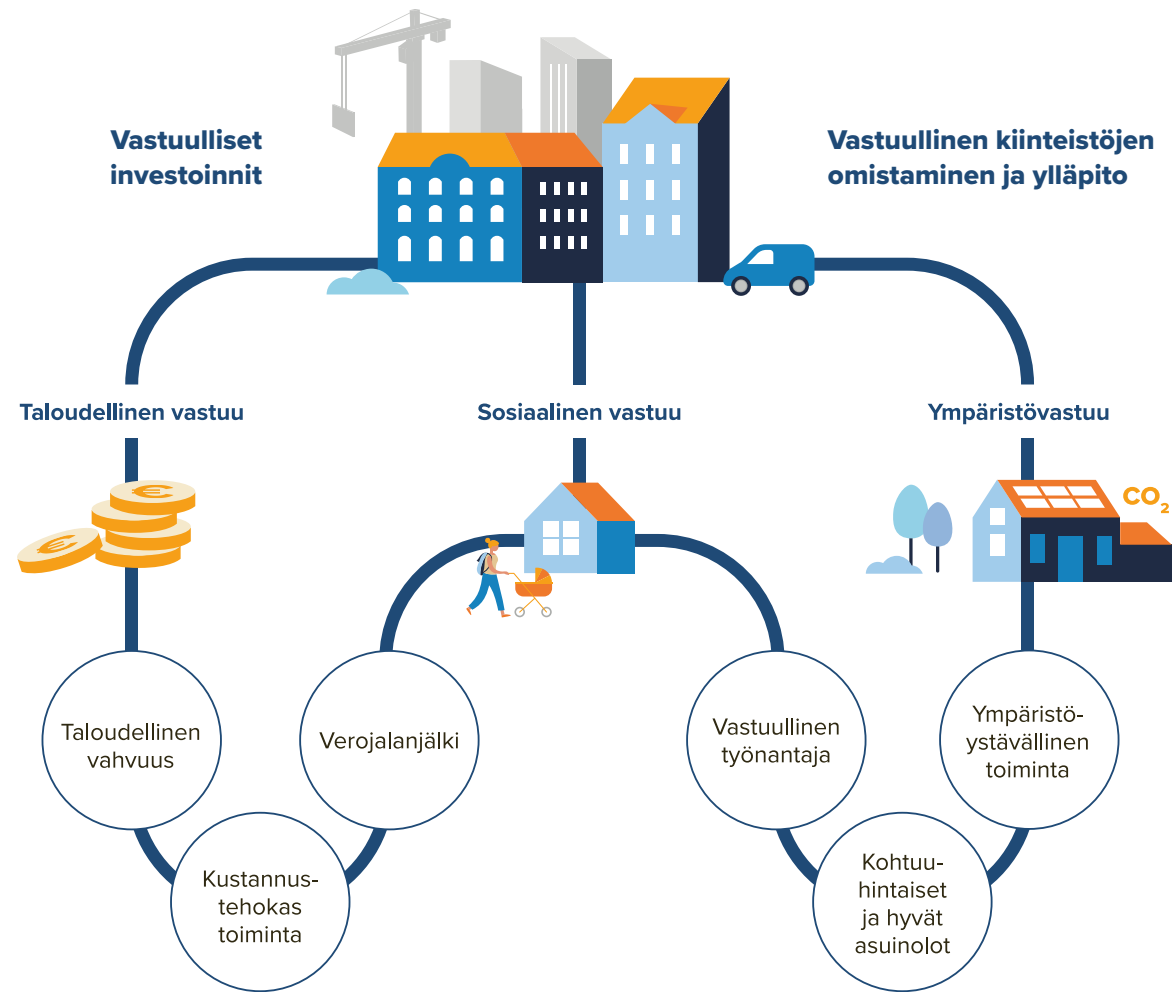 Vastuulliset
investoinnit
Vastuullinen kiinteistöjen
omistaminen ja ylläpito
Taloudellinen vastuu
Sosiaalinen vastuu
Ympäristövastuu
CO₂
Taloudellinen
vahvuus
Verojalanjälki
Vastuullinen
työnantaja
Ympäristö-
ystävällinen
toiminta
Kustannus-
tehokas
toiminta
Kohtuu-
hintaiset
ja hyvät
asuinolot